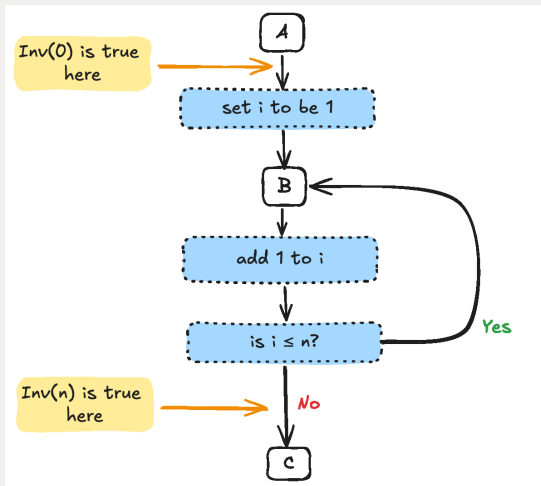 A
Inv(0) is true
here
set i to be 1
B
add 1 to i
is i ≤ n?
Yes
Inv(n) is true
here
No
C